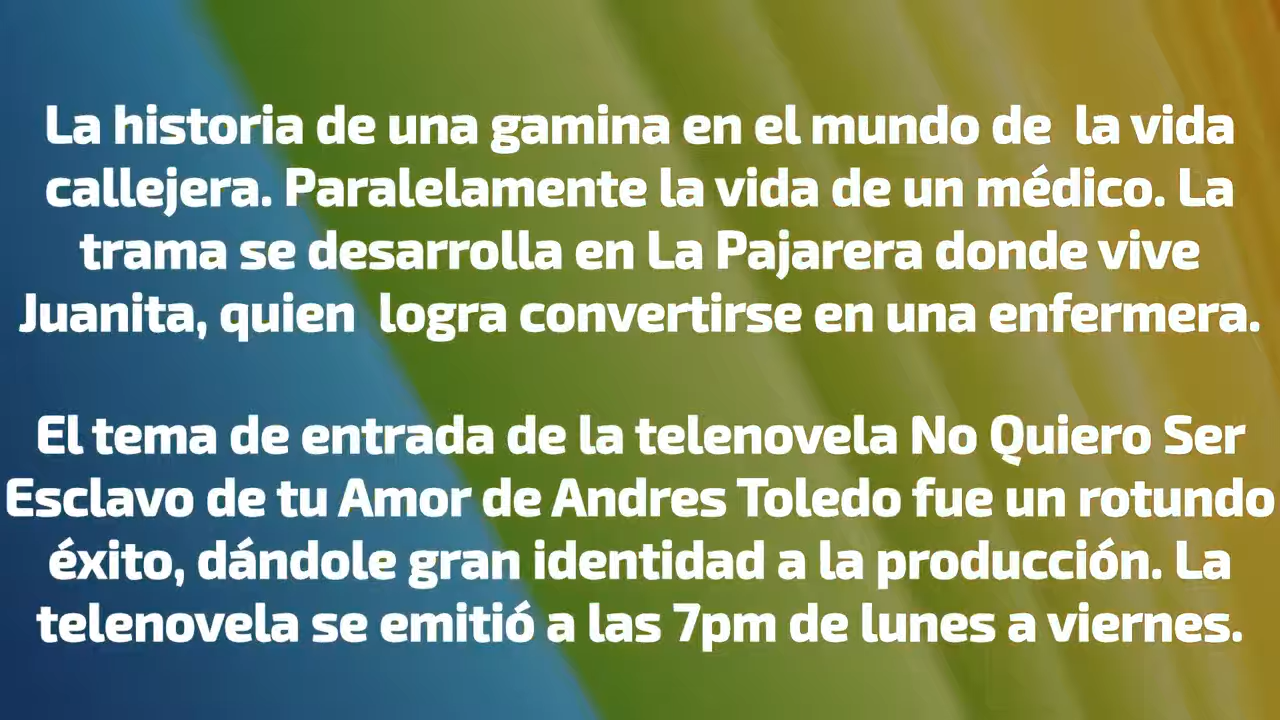 La historia de una gamina en el mundo de  la vida
callejera. Paralelamente la vida de un médico. La
trama se desarrolla en La Pajarera donde vive
Juanita, quien  logra convertirse en una enfermera.
El tema de entrada de la telenovela No Quiero Ser
Esclavo de tu Amor de Andres Toledo fue un rotundo
éxito, dándole gran identidad a la producción. La
telenovela se emitió a las 7pm de lunes a viernes.